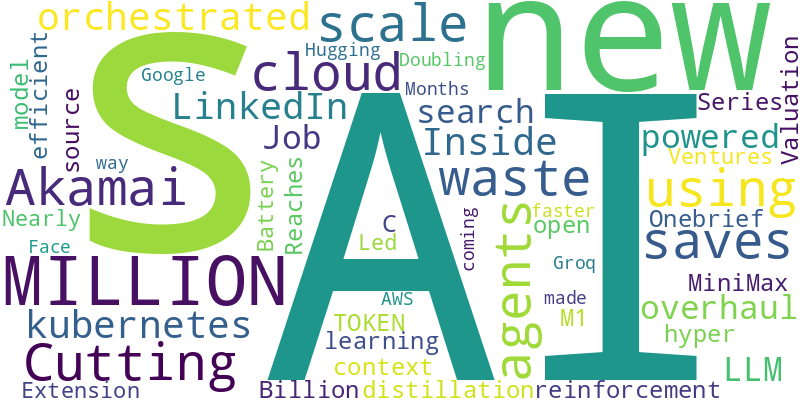 orchestrated
scale
new
S
Hugging
Doubling
efficient
model
Google
cloud
Months
Valuation
source
LinkedIn
AI
search
Series
Job
Inside
powered
way
Ventures
Akamai
Battery
Reaches
waste
using
Nearly
C
Led
coming
agents
faster
open
Onebrief
saves
Face
MILLION
Groq
AWS
made
MiniMax
M1
overhaul
kubernetes
TOKEN
learning
hyper
Cutting
context
LLM
Extension
Billion
distillation
reinforcement